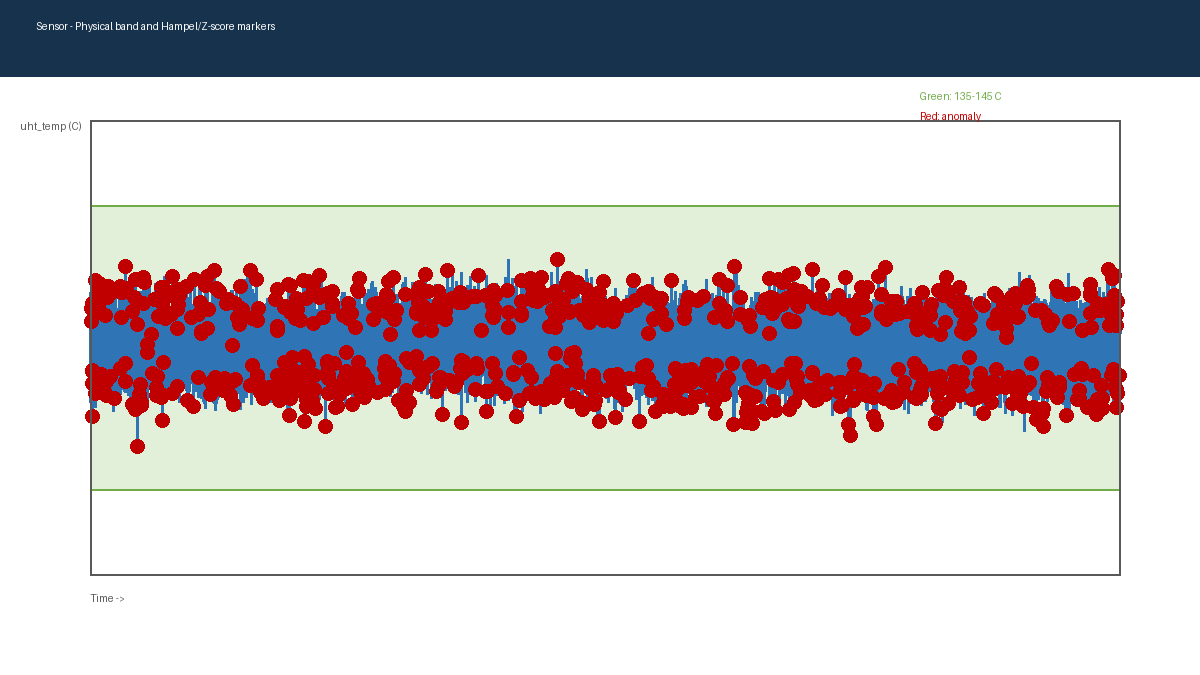 Sensor - Physical band and Hampel/Z-score markers
Green: 135-145 C
Red: anomaly
uht_temp (C)
Time ->